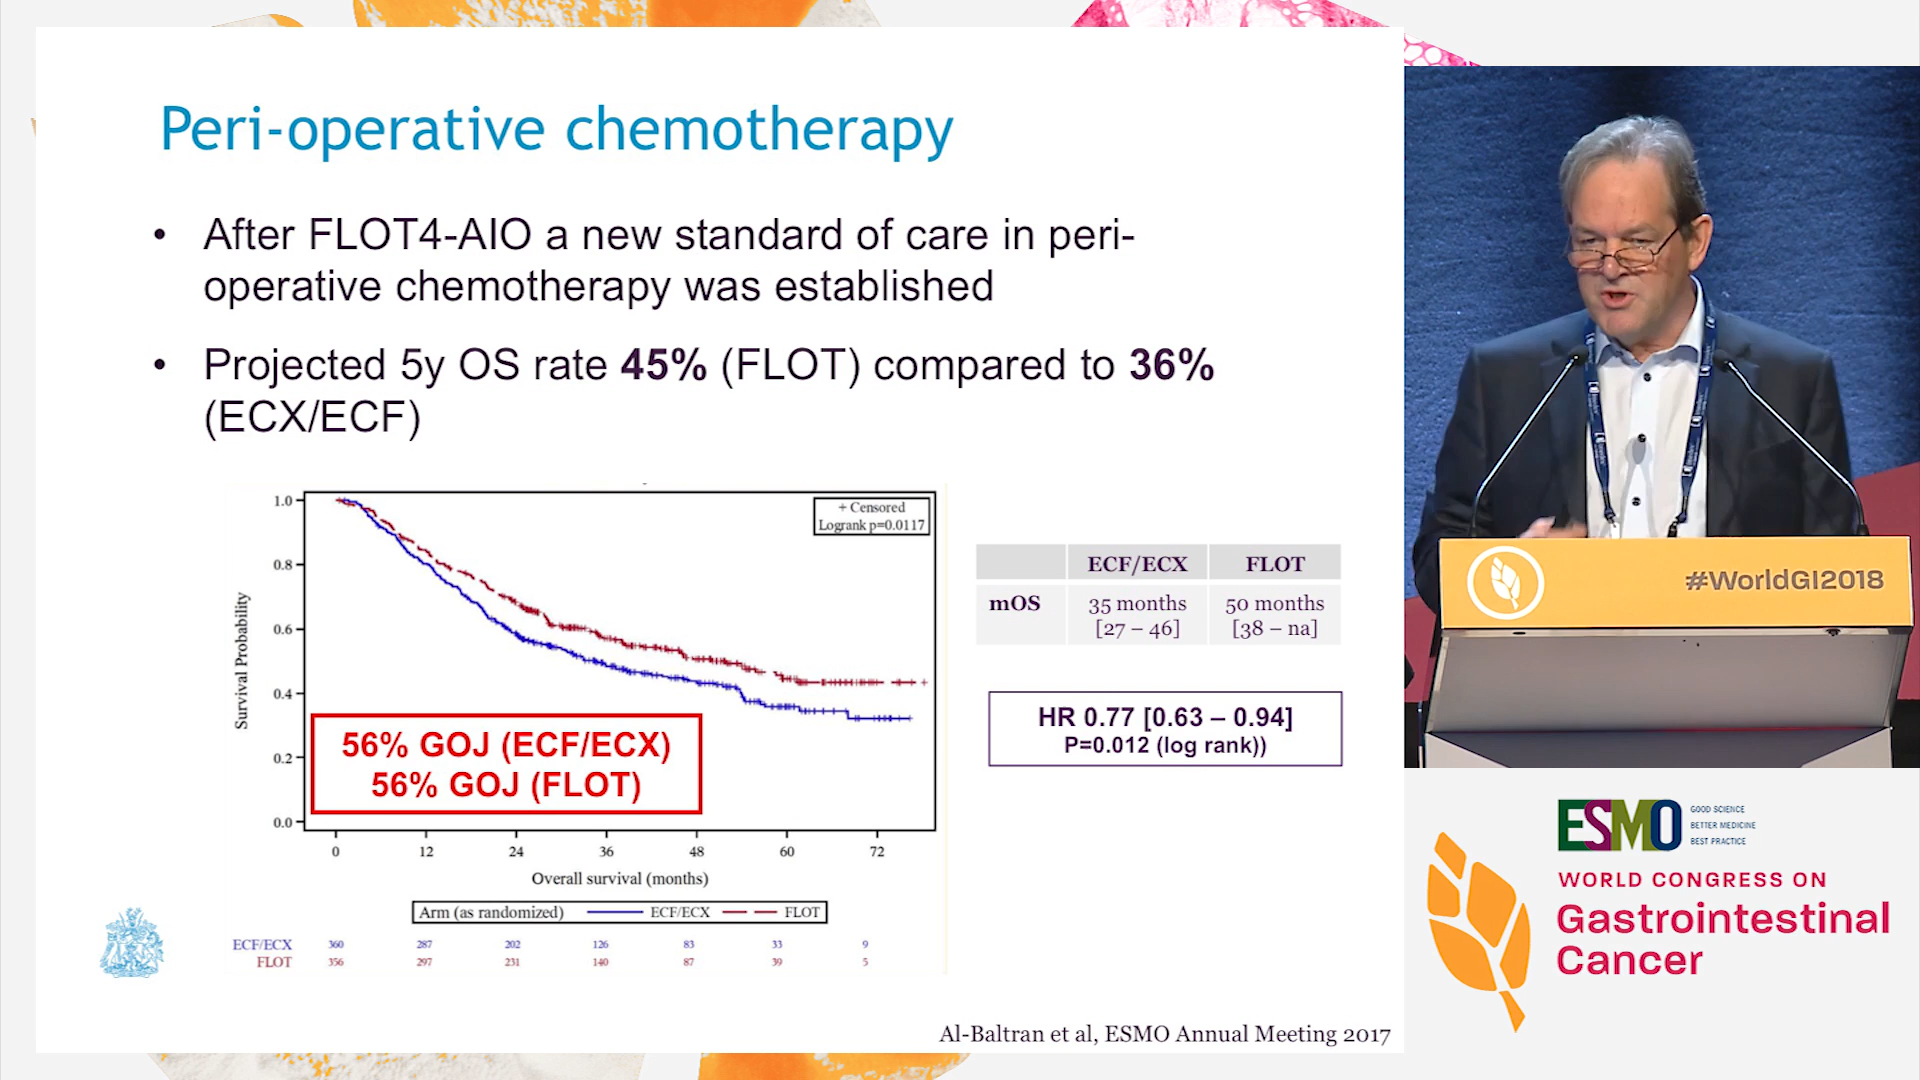 Peri-operative chemotherapy
• After FLOT4-AIO a new standard of care in peri-
operative chemotherapy was established
• Projected 5y OS rate 45% (FLOT) compared to 36%
(ECX/ECF)
+ Censored
Logrank p=0.0117
Survival Probability
1.0
0.8
0.6
0.4
0.2
0.0
56% GOJ (ECF/ECX)
56% GOJ (FLOT)
0 12 24 36 48 60 72
Overall survival (months)
Arm (as randomized) ECF/ECX FLOT
ECF/ECX 360 287 202 126 83 33 9
FLOT 356 297 231 140 87 39 5
ECF/ECX FLOT
mOS 35 months 50 months
[27 – 46] [38 – na]
HR 0.77 [0.63 – 0.94]
P=0.012 (log rank))
Al-Baltran et al, ESMO Annual Meeting 2017
#WorldGI2018
ESMO
GOOD SCIENCE
BETTER MEDICINE
BEST PRACTICE
WORLD CONGRESS ON
Gastrointestinal
Cancer